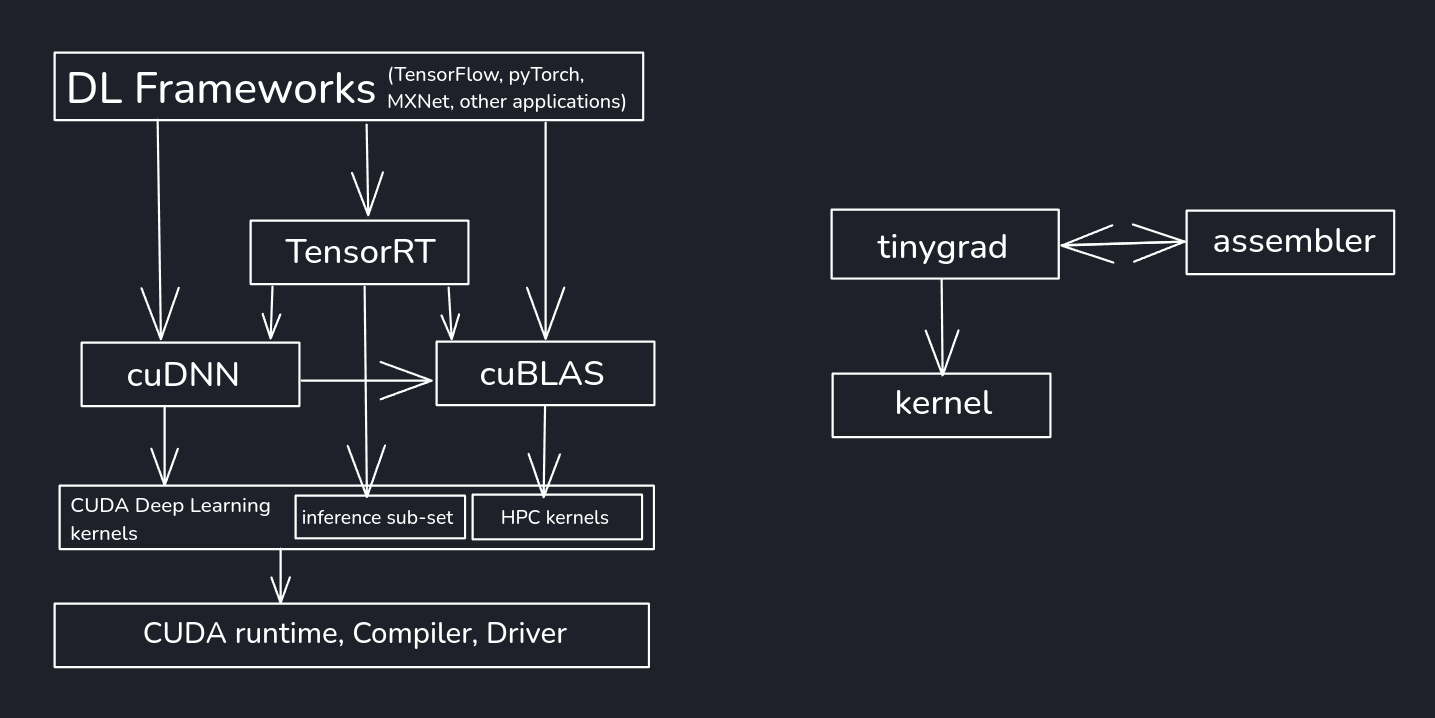 DL Frameworks
(TensorFlow, pyTorch,
MXNet, other applications)
TensorRT
cuDNN
cuBLAS
CUDA Deep Learning
kernels
inference sub-set
HPC kernels
CUDA runtime, Compiler, Driver
tinygrad
assembler
kernel